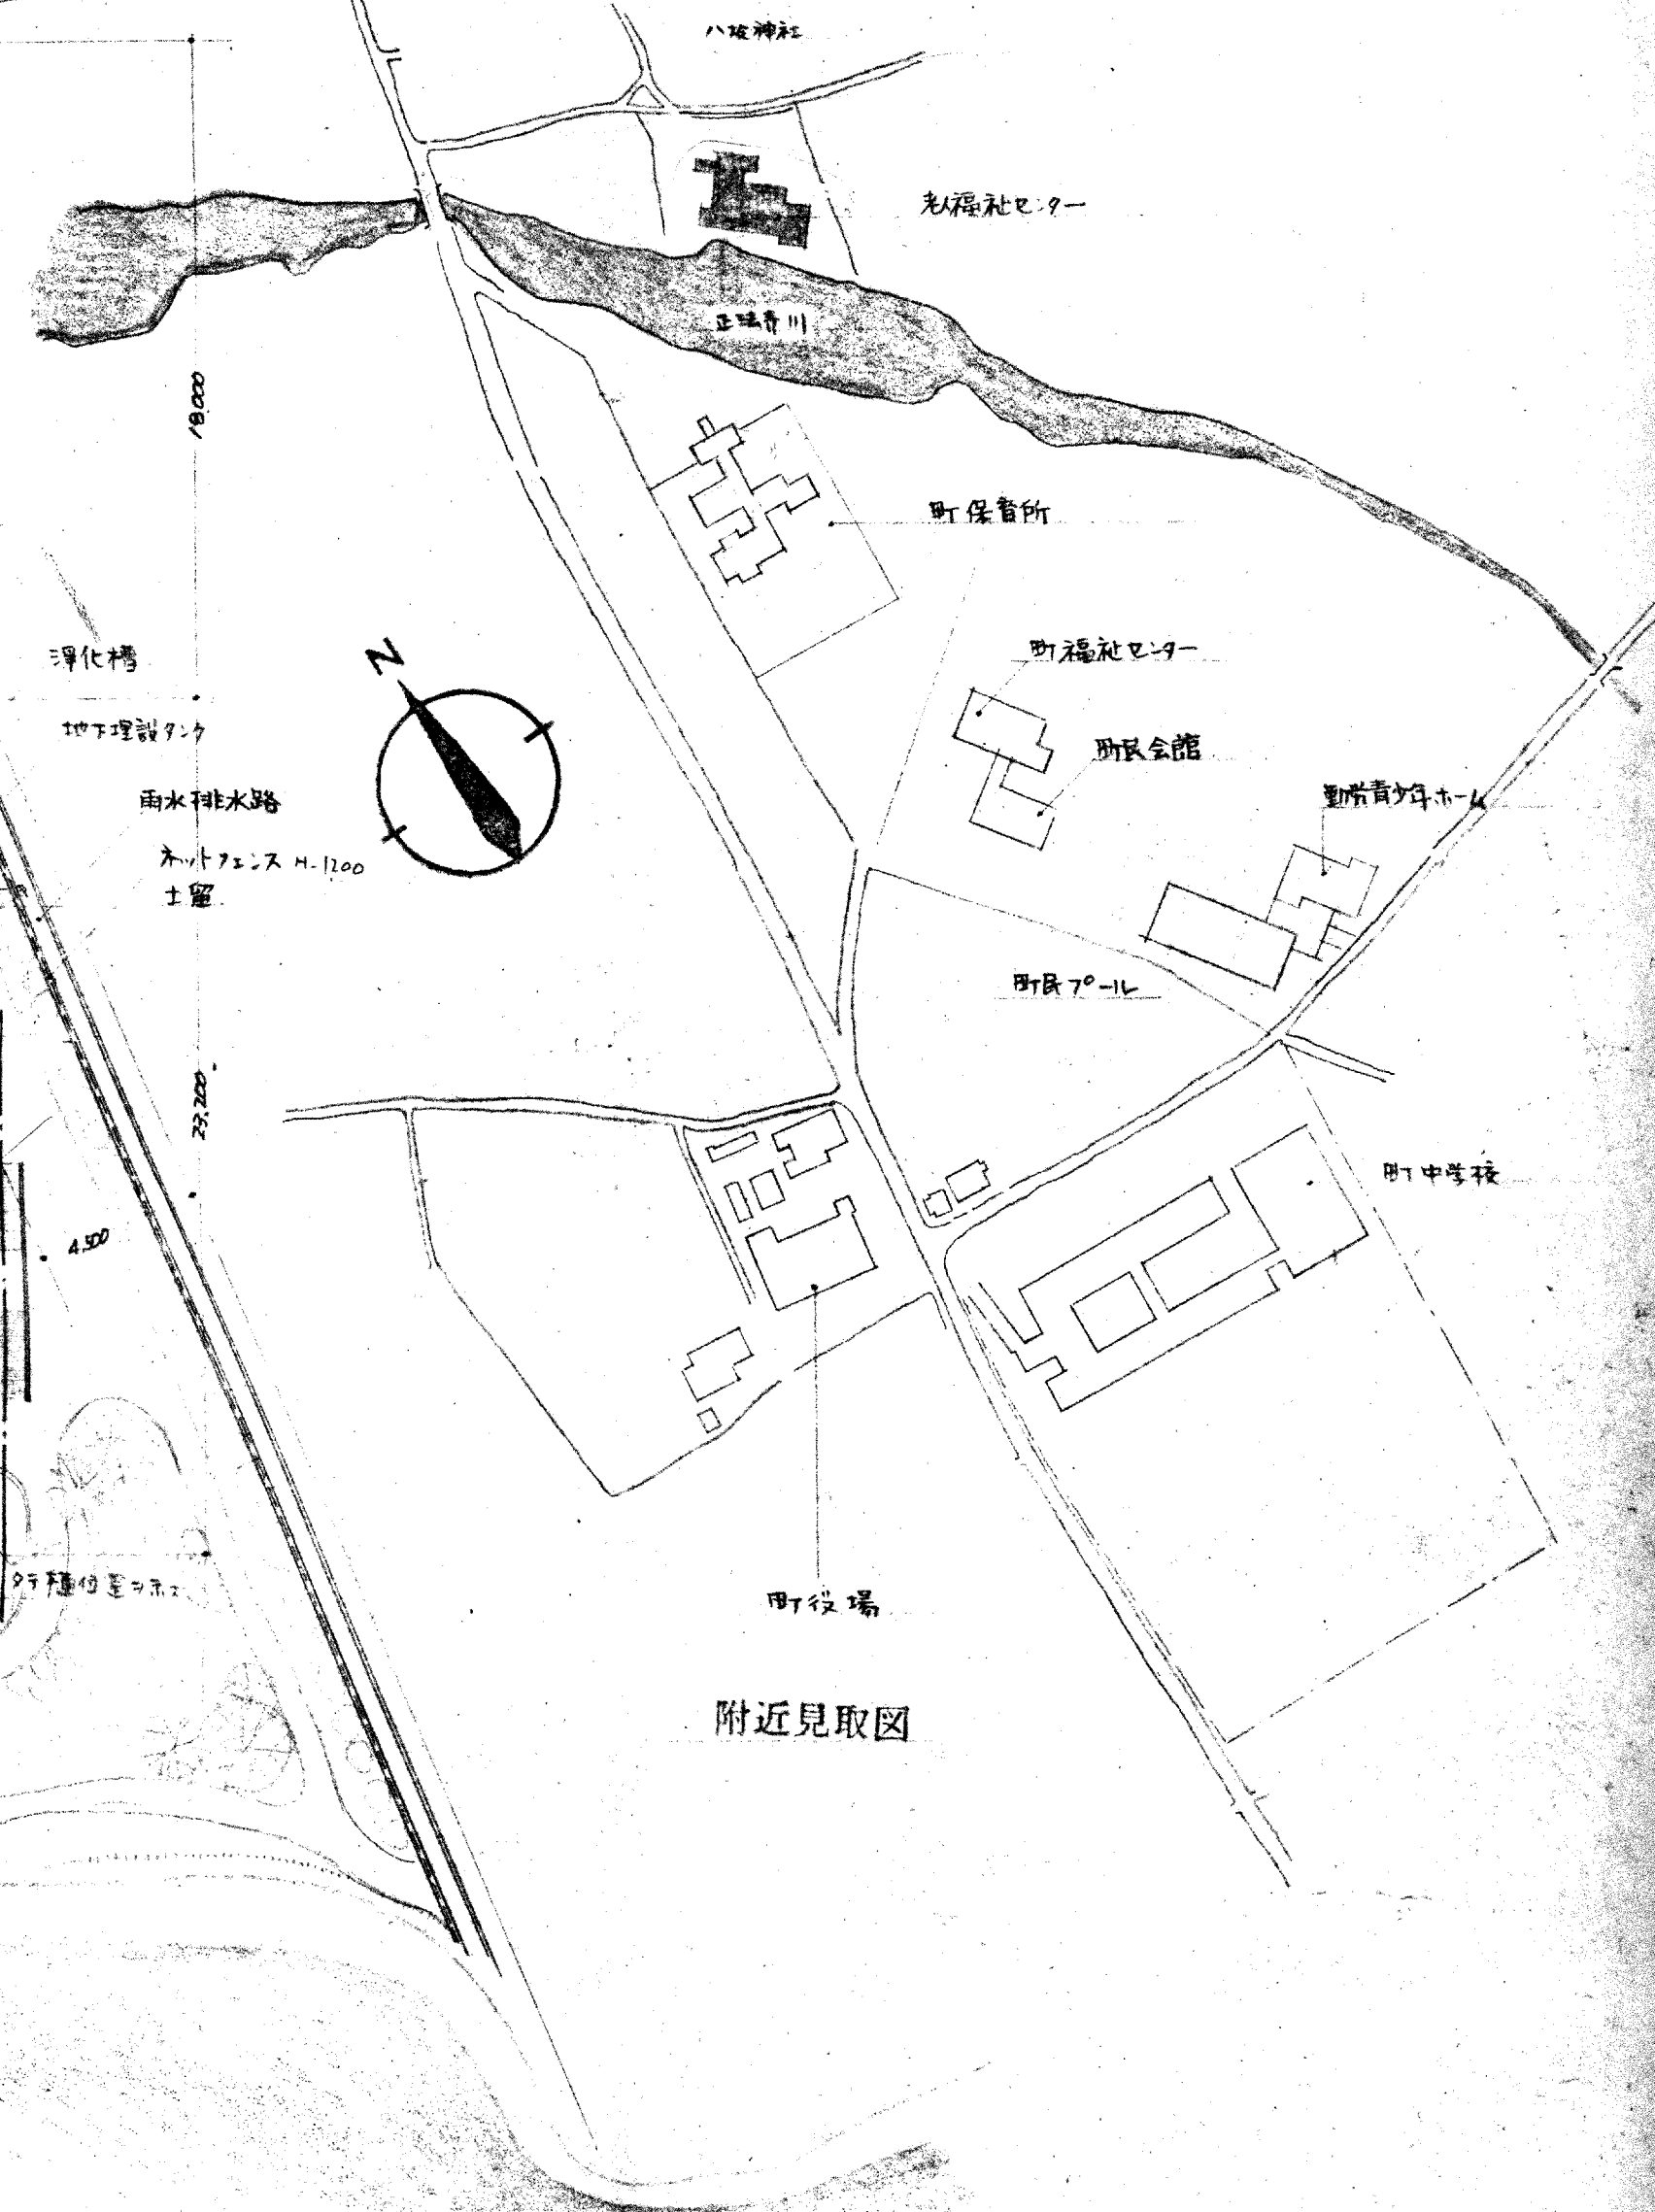 八坂神社
老人福祉センター
正法寺川
18,000
町保育所
町福祉センター
町民会館
浄化槽
地下埋設タンク
N
雨水排水路
ネットフェンス H-1200
土留
勤労青少年ホーム
町民プール
23,200
町中学校
4,500
町役場
附近見取図